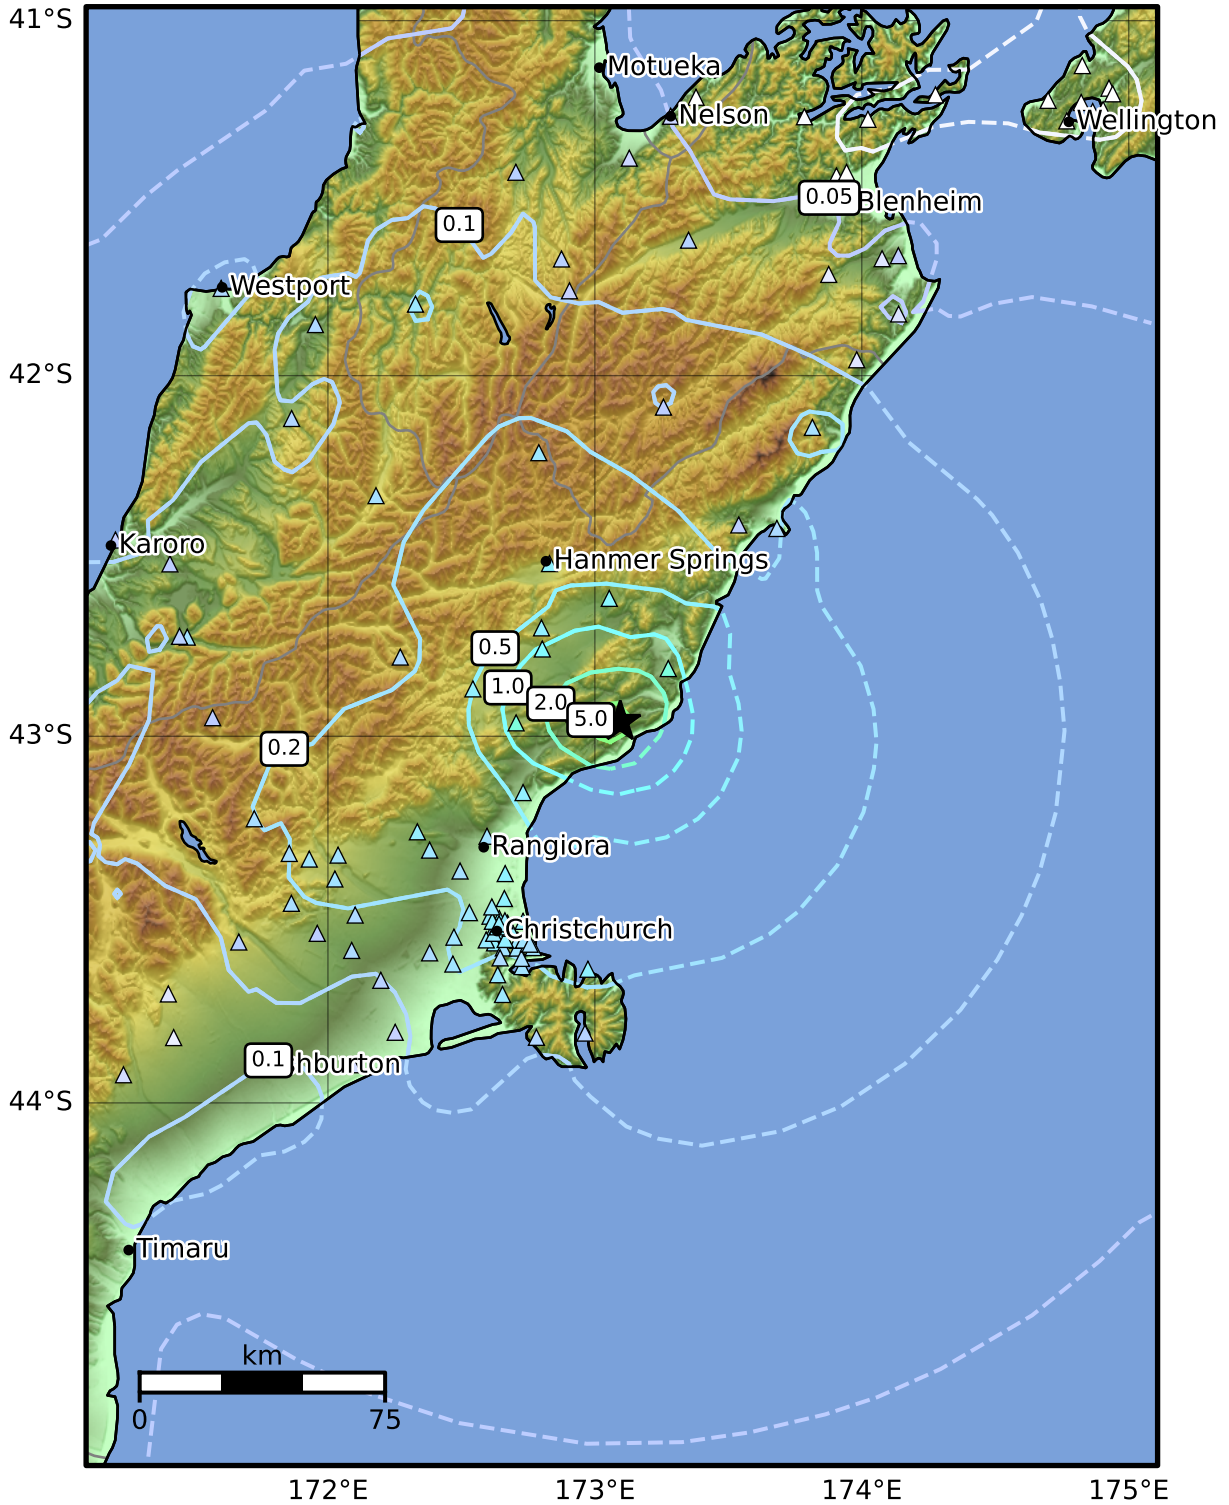 41°S
Motueka
Nelson
Wellington
0.05
Blenheim
0.1
Westport
42°S
Karoro
Hanmer Springs
0.5
1.0
2.0
5.0
43°S
0.2
Rangiora
Christchurch
0.1
hburton
44°S
Timaru
km
0
75
172°E
173°E
174°E
175°E